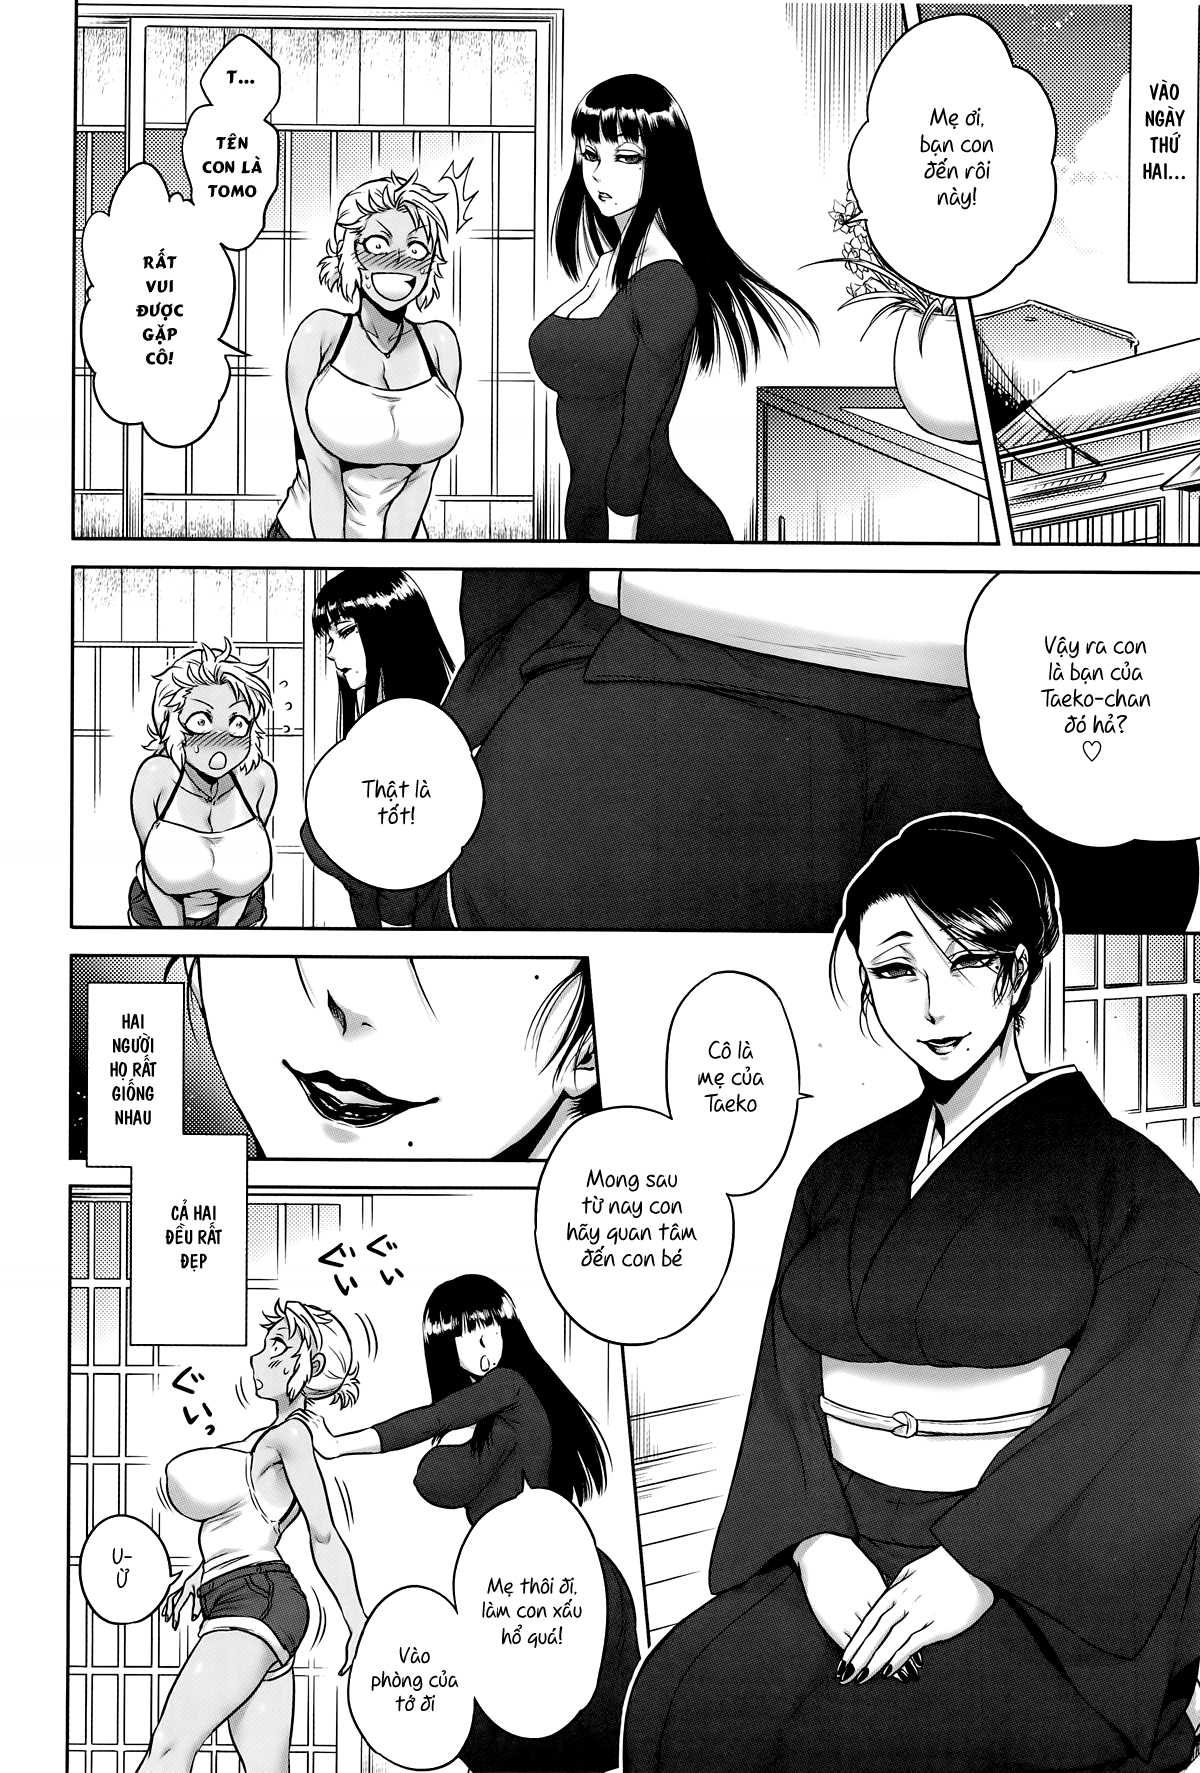 VÀO
NGÀY
THỨ
HAI...
Mẹ ơi,
bạn con
đến rồi
này!
T...
TÊN
CON LÀ
TOMO
RẤT
VUI
ĐƯỢC
GẶP
CÔ!
Vậy ra con
là bạn của
Taeko-chan
đó hả?
♡
Thật là
tốt!
Cô là
mẹ của
Taeko
Mong sau
từ nay con
hãy quan tâm
đến con bé
HAI
NGƯỜI
HỌ RẤT
GIỐNG
NHAU
CẢ HAI
ĐỀU RẤT
ĐẸP
ぐいぐい
ぐいっ
Mẹ thôi đi,
làm con xấu
hổ quá!
Vào
phòng của
tớ đi
U-
Ừ